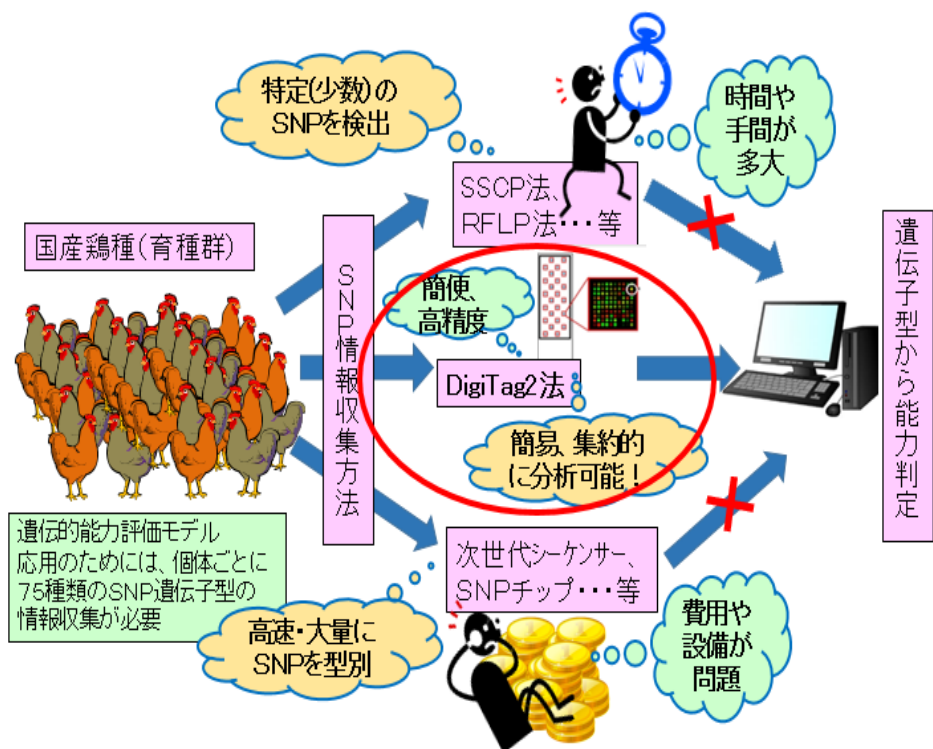 特定(少数)の
SNPを検出
時間や
手間が
多大
SSCP法、
RFLP法・・・等
国産鶏種(育種群)
SNP情報収集方法
簡便、
高精度
DigiTag2法
簡易、集約的
に分析可能！
遺伝子型から能力判定
遺伝的能力評価モデル
応用のためには、個体ごとに
75種類のSNP遺伝子型の
情報収集が必要
次世代シーケンサー、
SNPチップ・・・等
高速・大量に
SNPを型別
費用や
設備が
問題